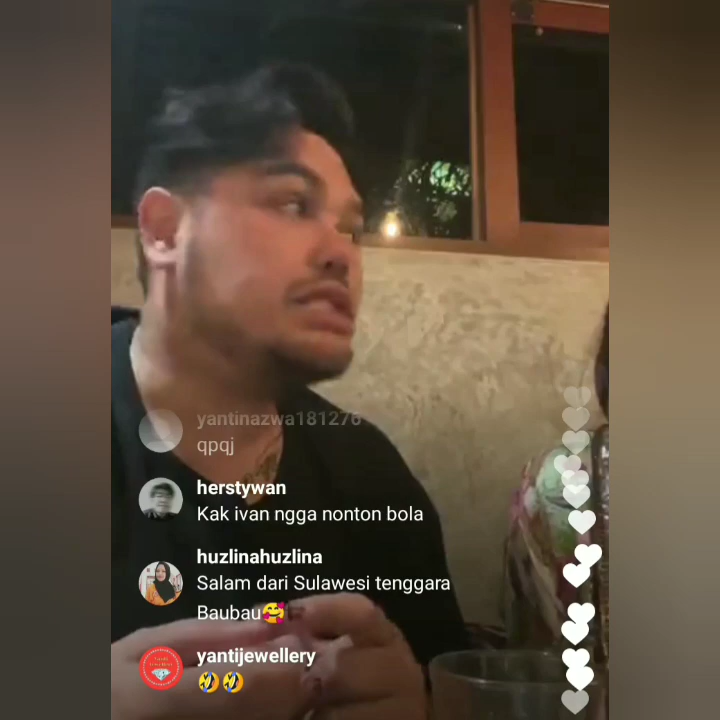 yantinazwa181276
qpqj
herstywan
Kak ivan ngga nonton bola
huzlinahuzlina
Salam dari Sulawesi tenggara
Baubau🥰
yantijewellery
🤣🤣